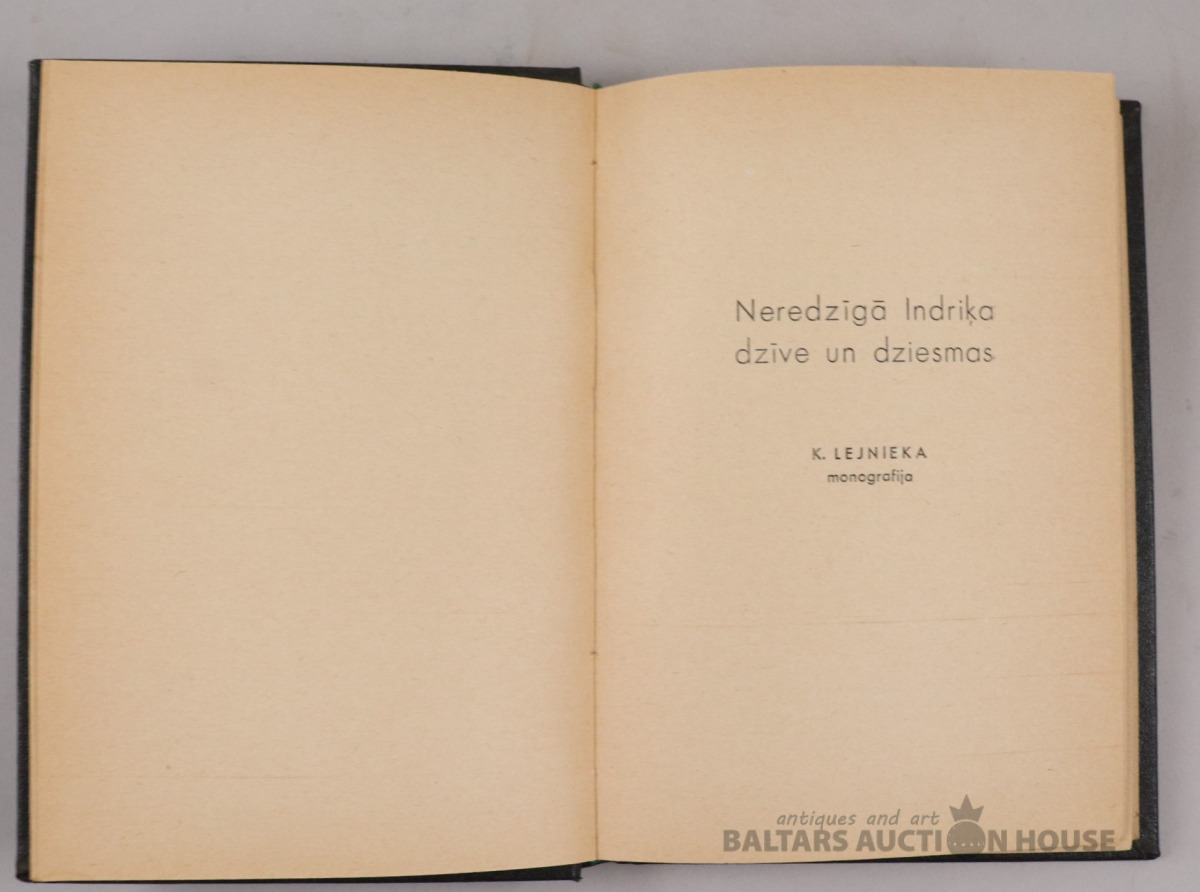 Neredzīgā Indriķa
dzīve un dziesmas
K. LEJNIEKA
monografija
antiques and art
BALTARS AUCTION HOUSE